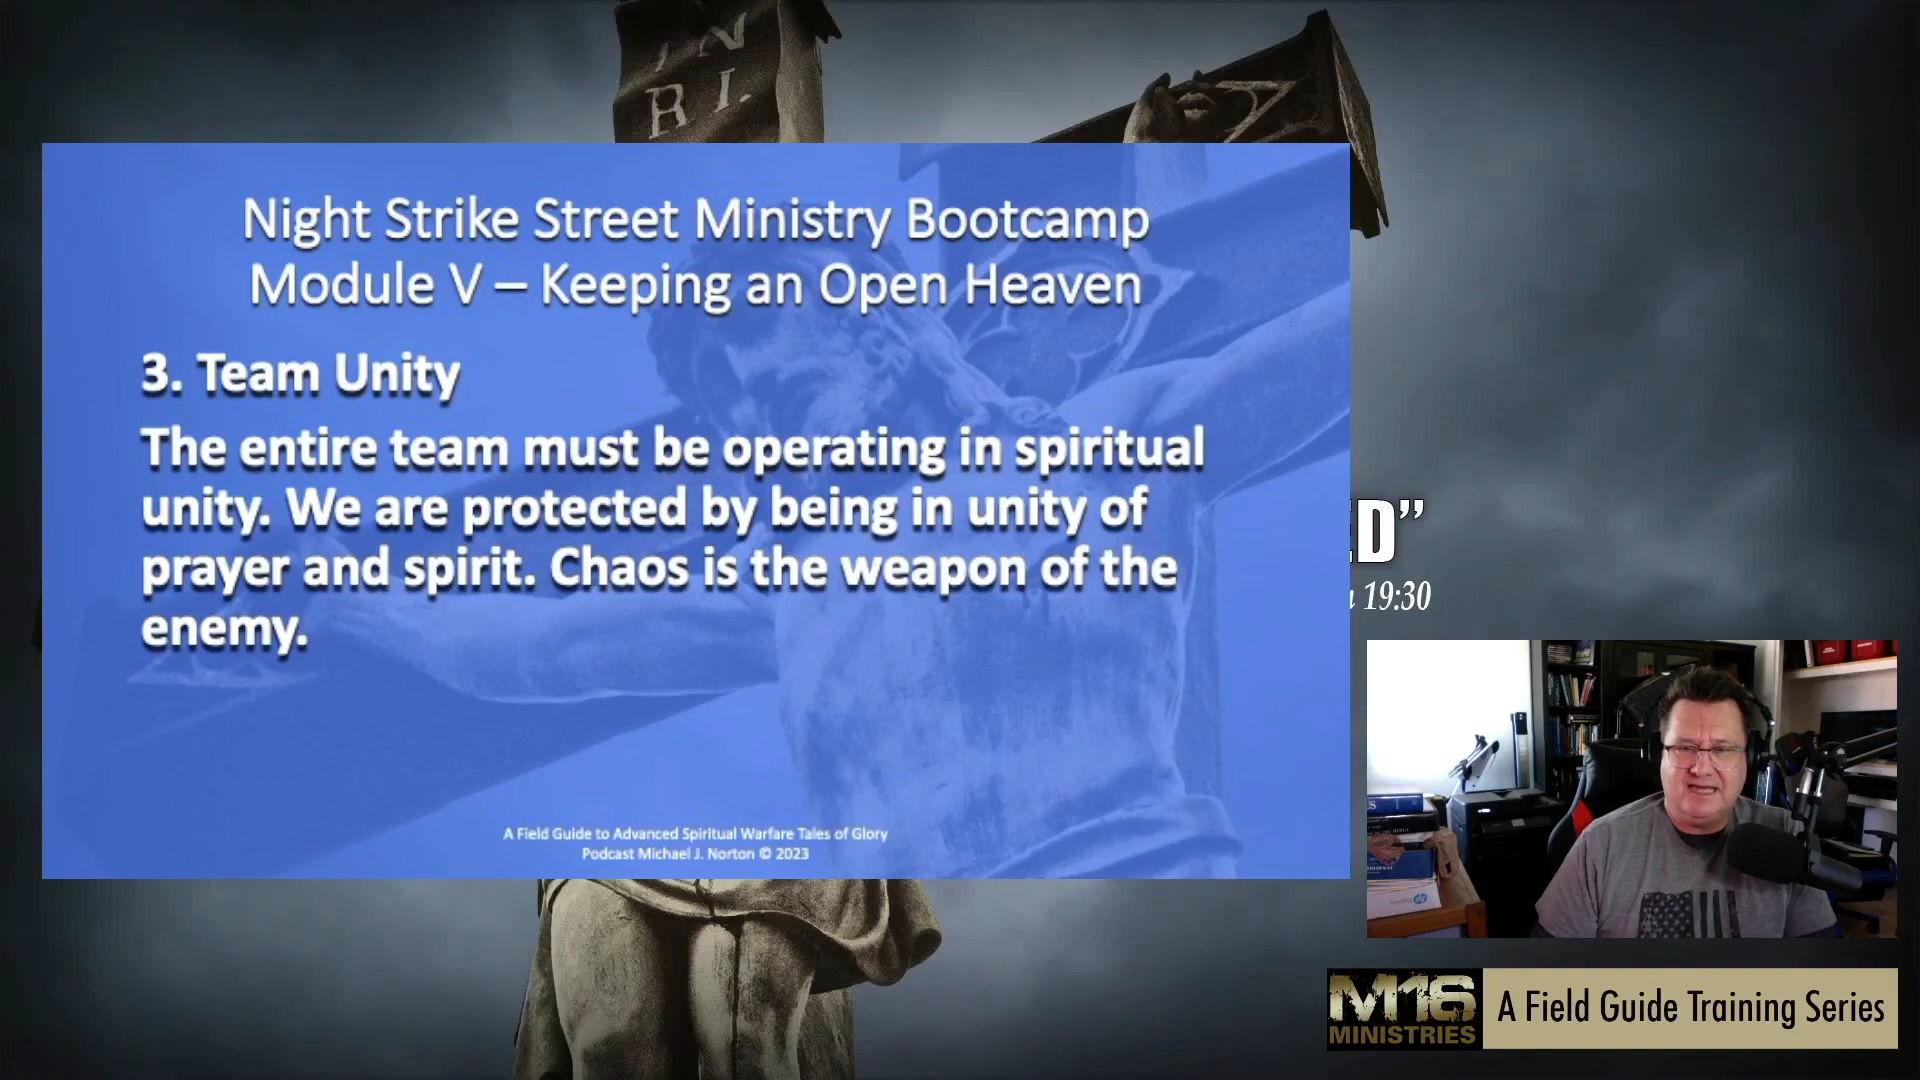 IN
RI.
Night Strike Street Ministry Bootcamp
Module V – Keeping an Open Heaven
3. Team Unity
The entire team must be operating in spiritual
unity. We are protected by being in unity of
prayer and spirit. Chaos is the weapon of the
enemy.
A Field Guide to Advanced Spiritual Warfare Tales of Glory
Podcast Michael J. Norton © 2023
ED”
19:30
M16
MINISTRIES
A Field Guide Training Series